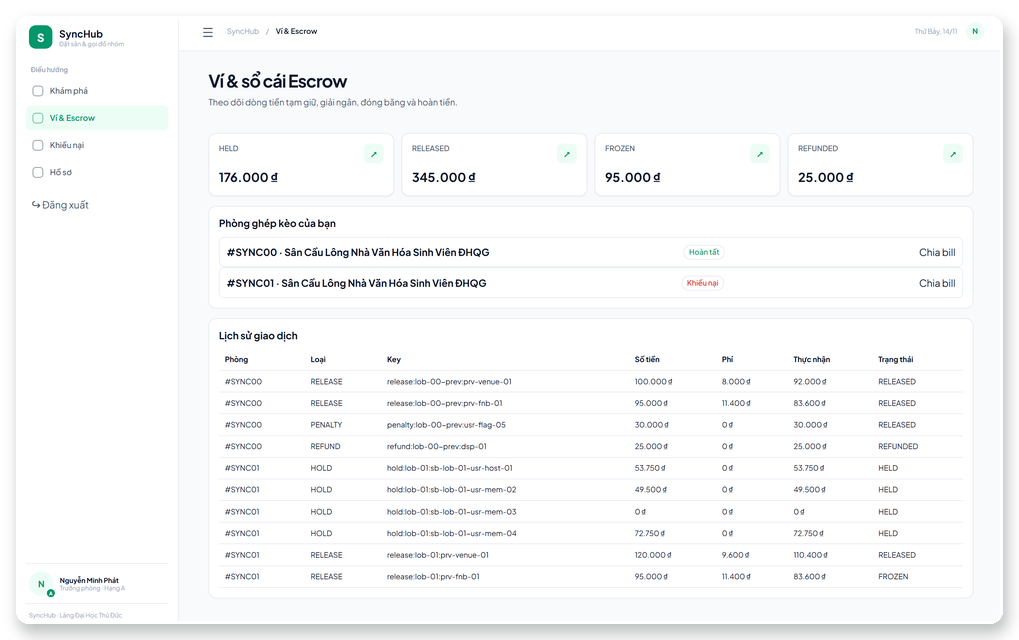 S SyncHub
Đặt sân & gọi đồ nhóm
Điều hướng
Khám phá
Ví & Escrow
Khiếu nại
Hồ sơ
↪ Đăng xuất
N Nguyễn Minh Phát
Trưởng phòng · Hạng A
A
SyncHub · Làng Đại Học Thủ Đức
☰ SyncHub / Ví & Escrow
Thứ Bảy, 14/11 N
Ví & sổ cái Escrow
Theo dõi dòng tiền tạm giữ, giải ngân, đóng băng và hoàn tiền.
HELD ↗
176.000 đ
RELEASED ↗
345.000 đ
FROZEN ↗
95.000 đ
REFUNDED ↗
25.000 đ
Phòng ghép kèo của bạn
#SYNC00 · Sân Cầu Lông Nhà Văn Hóa Sinh Viên ĐHQG Hoàn tất Chia bill
#SYNC01 · Sân Cầu Lông Nhà Văn Hóa Sinh Viên ĐHQG Khiếu nại Chia bill
Lịch sử giao dịch
Phòng Loại Key Số tiền Phí Thực nhận Trạng thái
#SYNC00 RELEASE release:lob-00-prev:prv-venue-01 100.000 đ 8.000 đ 92.000 đ RELEASED
#SYNC00 RELEASE release:lob-00-prev:prv-fnb-01 95.000 đ 11.400 đ 83.600 đ RELEASED
#SYNC00 PENALTY penalty:lob-00-prev:usr-flag-05 30.000 đ 0 đ 30.000 đ RELEASED
#SYNC00 REFUND refund:lob-00-prev:dsp-01 25.000 đ 0 đ 25.000 đ REFUNDED
#SYNC01 HOLD hold:lob-01:sb-lob-01-usr-host-01 53.750 đ 0 đ 53.750 đ HELD
#SYNC01 HOLD hold:lob-01:sb-lob-01-usr-mem-02 49.500 đ 0 đ 49.500 đ HELD
#SYNC01 HOLD hold:lob-01:sb-lob-01-usr-mem-03 0 đ 0 đ 0 đ HELD
#SYNC01 HOLD hold:lob-01:sb-lob-01-usr-mem-04 72.750 đ 0 đ 72.750 đ HELD
#SYNC01 RELEASE release:lob-01:prv-venue-01 120.000 đ 9.600 đ 110.400 đ RELEASED
#SYNC01 RELEASE release:lob-01:prv-fnb-01 95.000 đ 11.400 đ 83.600 đ FROZEN